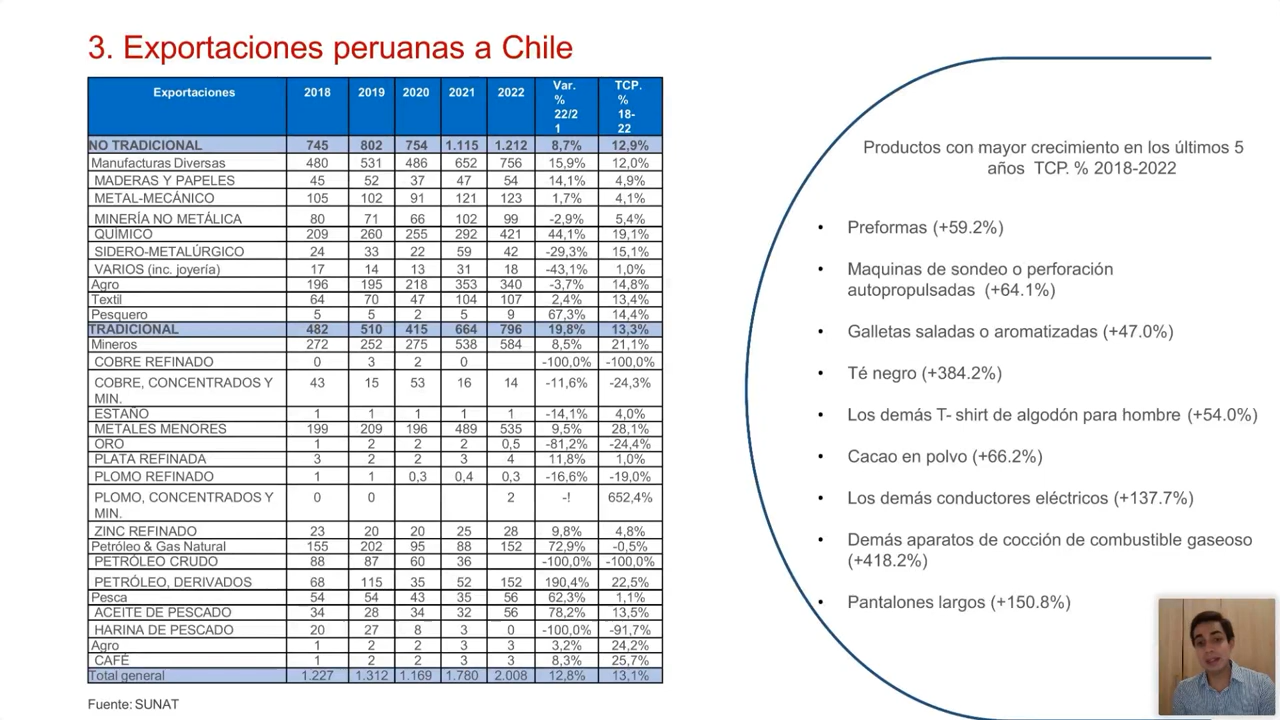 3. Exportaciones peruanas a Chile
Exportaciones 2018 2019 2020 2021 2022 Var. % 22/21 TCP. % 18-22
NO TRADICIONAL 745 802 754 1.115 1.212 8,7% 12,9%
Manufacturas Diversas 480 531 486 652 756 15,9% 12,0%
MADERAS Y PAPELES 45 52 37 47 54 14,1% 4,9%
METAL-MECÁNICO 105 102 91 121 123 1,7% 4,1%
MINERÍA NO METÁLICA 80 71 66 102 99 -2,9% 5,4%
QUÍMICO 209 260 255 292 421 44,1% 19,1%
SIDERO-METALÚRGICO 24 33 22 59 42 -29,3% 15,1%
VARIOS (inc. joyería) 17 14 13 31 18 -43,1% 1,0%
Agro 196 195 218 353 340 -3,7% 14,8%
Textil 64 70 47 104 107 2,4% 13,4%
Pesquero 5 5 2 5 9 67,3% 14,4%
TRADICIONAL 482 510 415 664 796 19,8% 13,3%
Mineros 272 252 275 538 584 8,5% 21,1%
COBRE REFINADO 0 3 2 0 -100,0% -100,0%
COBRE, CONCENTRADOS Y 43 15 53 16 14 -11,6% -24,3%
MIN.
ESTAÑO 1 1 1 1 1 -14,1% 4,0%
METALES MENORES 199 209 196 489 535 9,5% 28,1%
ORO 1 2 2 2 0,5 -81,2% -24,4%
PLATA REFINADA 3 2 2 3 4 11,8% 1,0%
PLOMO REFINADO 1 1 0,3 0,4 0,3 -16,6% -19,0%
PLOMO, CONCENTRADOS Y 0 0 2 -! 652,4%
MIN.
ZINC REFINADO 23 20 20 25 28 9,8% 4,8%
Petróleo & Gas Natural 155 202 95 88 152 72,9% -0,5%
PETRÓLEO CRUDO 88 87 60 36 -100,0% -100,0%
PETRÓLEO, DERIVADOS 68 115 35 52 152 190,4% 22,5%
Pesca 54 54 43 35 56 62,3% 1,1%
ACEITE DE PESCADO 34 28 34 32 56 78,2% 13,5%
HARINA DE PESCADO 20 27 8 3 0 -100,0% -91,7%
Agro 1 2 2 3 3 3,2% 24,2%
CAFÉ 1 2 2 3 3 8,3% 25,7%
Total general 1.227 1.312 1.169 1.780 2.008 12,8% 13,1%
Fuente: SUNAT
Productos con mayor crecimiento en los últimos 5
años TCP. % 2018-2022
• Preformas (+59.2%)
• Maquinas de sondeo o perforación
autopropulsadas (+64.1%)
• Galletas saladas o aromatizadas (+47.0%)
• Té negro (+384.2%)
• Los demás T- shirt de algodón para hombre (+54.0%)
• Cacao en polvo (+66.2%)
• Los demás conductores eléctricos (+137.7%)
• Demás aparatos de cocción de combustible gaseoso
(+418.2%)
• Pantalones largos (+150.8%)